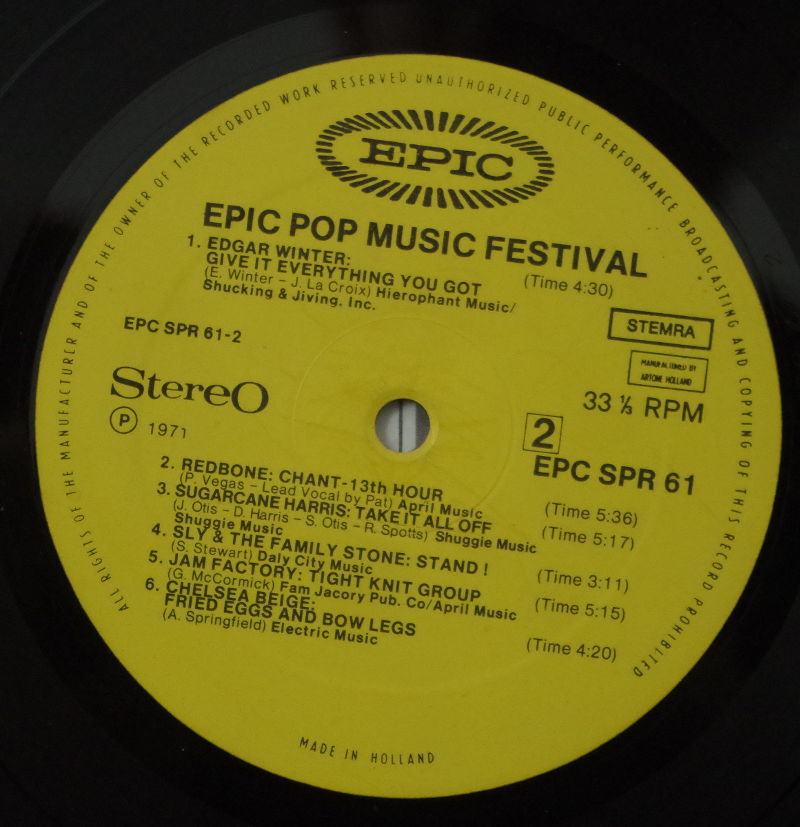 ALL RIGHTS OF THE MANUFACTURER AND OF THE OWNER OF THE RECORDED WORK RESERVED UNAUTHORIZED PUBLIC PERFORMANCE BROADCASTING AND COPYING OF THIS RECORD PROHIBITED
EPIC
EPIC POP MUSIC FESTIVAL
1. EDGAR WINTER:
GIVE IT EVERYTHING YOU GOT (Time 4:30)
(E. Winter – J. La Croix) Hierophant Music/
Shucking & Jiving. Inc.
EPC SPR 61-2
STEMRA
MANUFACTURED BY
ARTONE HOLLAND
Stereo
33 ⅓ RPM
P 1971
2
EPC SPR 61
2. REDBONE: CHANT-13th HOUR (Time 5:36)
(P. Vegas – Lead Vocal by Pat) April Music
3. SUGARCANE HARRIS: TAKE IT ALL OFF (Time 5:17)
(J. Otis – D. Harris – S. Otis – R. Spotts) Shuggie Music
Shuggie Music
4. SLY & THE FAMILY STONE: STAND ! (Time 3:11)
(S. Stewart) Daly City Music
5. JAM FACTORY: TIGHT KNIT GROUP (Time 5:15)
(G. McCormick) Fam Jacory Pub. Co/April Music
6. CHELSEA BEIGE:
FRIED EGGS AND BOW LEGS (Time 4:20)
(A. Springfield) Electric Music
MADE IN HOLLAND